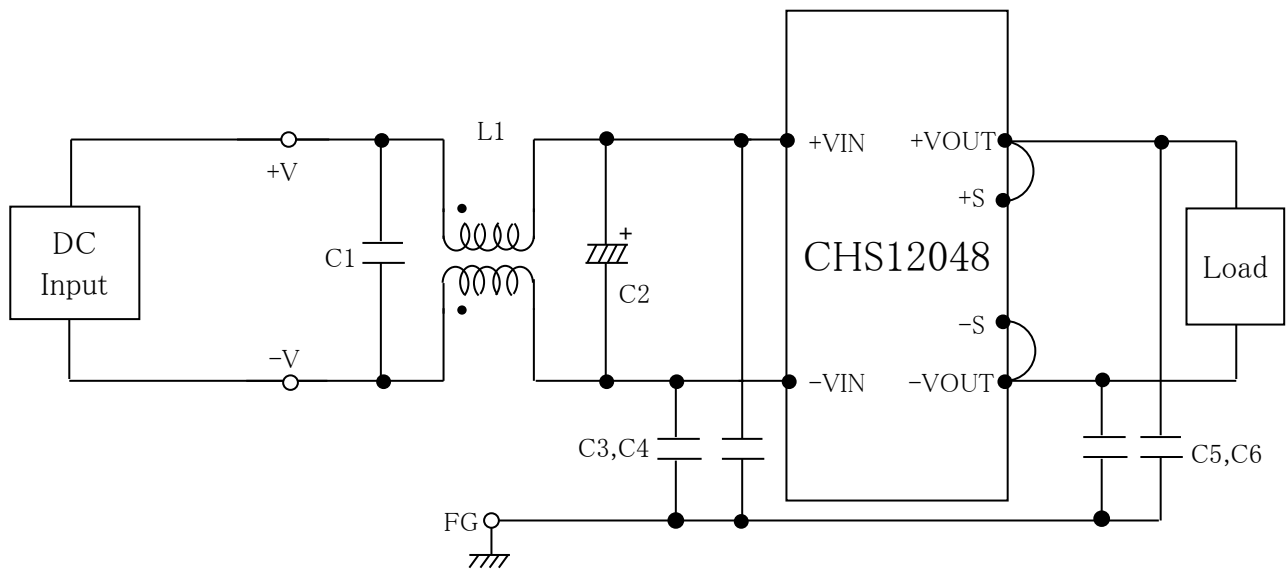 L1
+VIN
+VOUT
+V
+S
DC
Input
C1
+
C2
CHS12048
Load
-S
-V
-VIN
-VOUT
C3,C4
C5,C6
FG